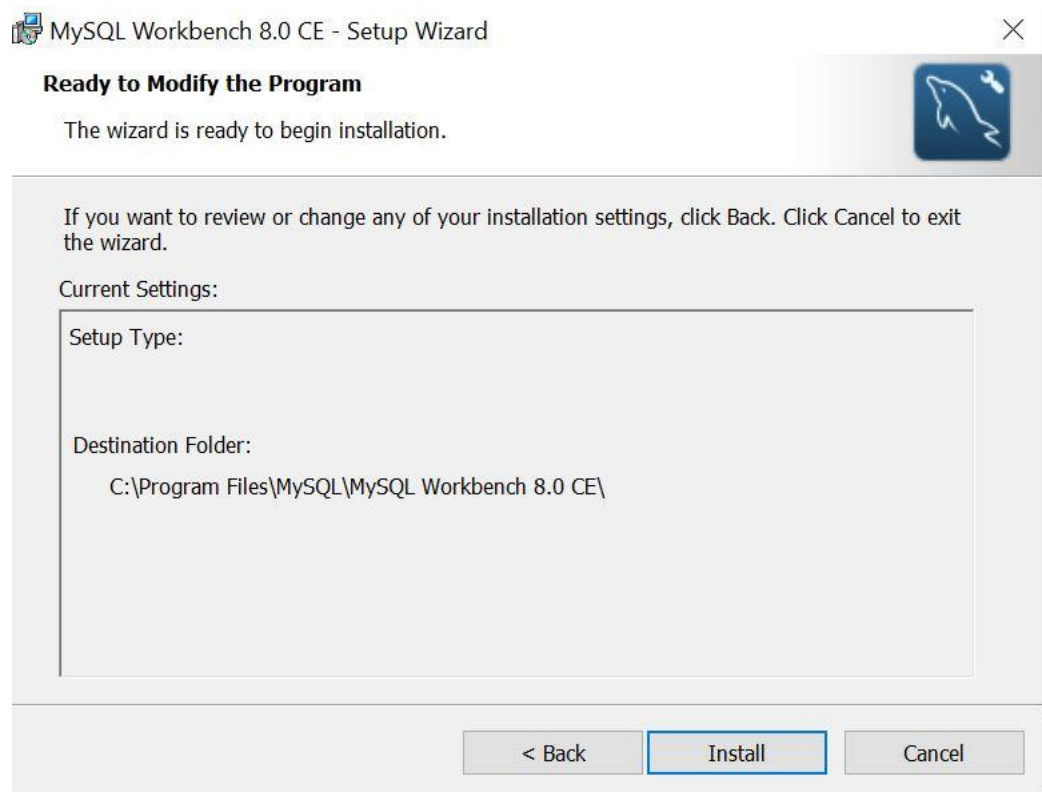 MySQL Workbench 8.0 CE - Setup Wizard
Ready to Modify the Program
The wizard is ready to begin installation.
If you want to review or change any of your installation settings, click Back. Click Cancel to exit
the wizard.
Current Settings:
Setup Type:
Destination Folder:
C:\Program Files\MySQL\MySQL Workbench 8.0 CE\
< Back
Install
Cancel